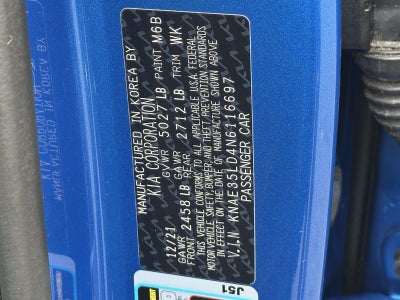 MANUFACTURED IN KOREA BY
KIA CORPORATION
12/21 GVWR 5027 LB PAINT M6B
GAWR FRONT 2458 LB GAWR REAR 2712 LB TRIM WK
THIS VEHICLE CONFORMS TO ALL APPLICABLE U.S.A. FEDERAL
MOTOR VEHICLE SAFETY, BUMPER AND THEFT PREVENTION STANDARDS
IN EFFECT ON THE DATE OF MANUFACTURE SHOWN ABOVE
V.I.N. KNAE35LD4N6116697
PASSENGER CAR
J51